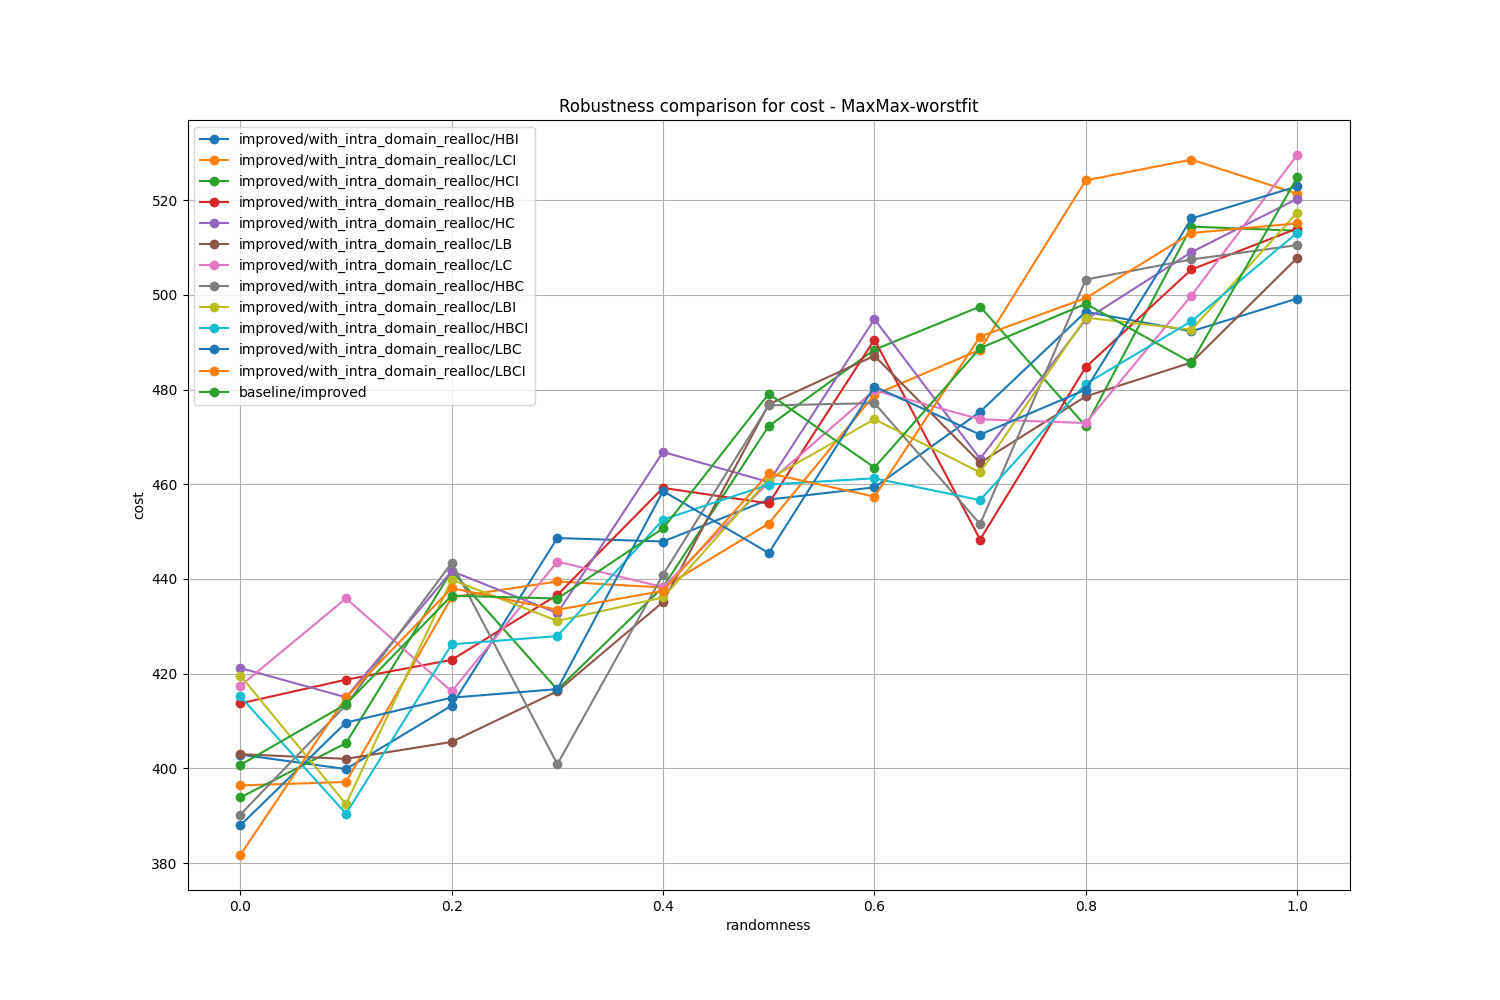 Robustness comparison for cost - MaxMax-worstfit
improved/with_intra_domain_realloc/HBI
improved/with_intra_domain_realloc/LCI
improved/with_intra_domain_realloc/HCI
improved/with_intra_domain_realloc/HB
improved/with_intra_domain_realloc/HC
improved/with_intra_domain_realloc/LB
improved/with_intra_domain_realloc/LC
improved/with_intra_domain_realloc/HBC
improved/with_intra_domain_realloc/LBI
improved/with_intra_domain_realloc/HBCI
improved/with_intra_domain_realloc/LBC
improved/with_intra_domain_realloc/LBCI
baseline/improved
520
500
480
460
440
420
400
380
cost
0.0 0.2 0.4 0.6 0.8 1.0
randomness